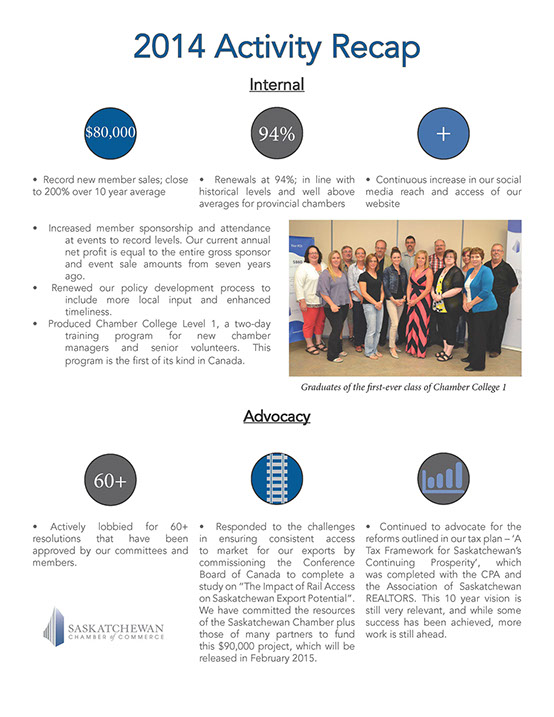 2014 Activity Recap
Internal
$80,000
94%
+
• Record new member sales; close
to 200% over 10 year average
• Renewals at 94%; in line with
historical levels and well above
averages for provincial chambers
• Continuous increase in our social
media reach and access of our
website
• Increased member sponsorship and attendance
at events to record levels. Our current annual
net profit is equal to the entire gross sponsor
and event sale amounts from seven years
ago.
• Renewed our policy development process to
include more local input and enhanced
timeliness.
• Produced Chamber College Level 1, a two-day
training program for new chamber
managers and senior volunteers. This
program is the first of its kind in Canada.
Graduates of the first-ever class of Chamber College 1
Advocacy
60+
• Actively lobbied for 60+
resolutions that have been
approved by our committees and
members.
• Responded to the challenges
in ensuring consistent access
to market for our exports by
commissioning the Conference
Board of Canada to complete a
study on "The Impact of Rail Access
on Saskatchewan Export Potential".
We have committed the resources
of the Saskatchewan Chamber plus
those of many partners to fund
this $90,000 project, which will be
released in February 2015.
• Continued to advocate for the
reforms outlined in our tax plan – 'A
Tax Framework for Saskatchewan's
Continuing Prosperity', which
was completed with the CPA and
the Association of Saskatchewan
REALTORS. This 10 year vision is
still very relevant, and while some
success has been achieved, more
work is still ahead.
SASKATCHEWAN
CHAMBER of COMMERCE